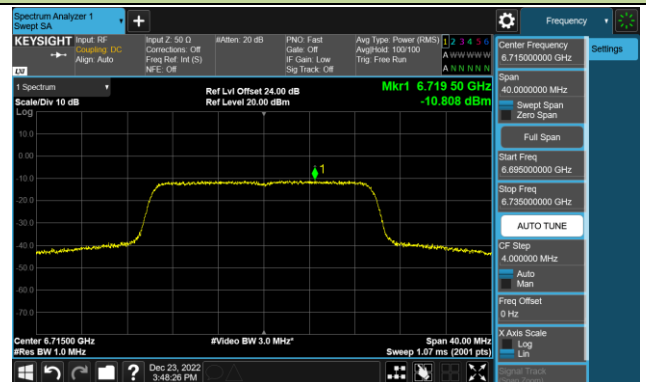 Spectrum Analyzer 1
Swept SA
Frequency
KEYSIGHT
Input: RF
Coupling: DC
Align: Auto
Input Z: 50 Ω
Corrections: Off
Freq Ref: Int (S)
NFE: Off
#Atten: 20 dB
PNO: Fast
Gate: Off
IF Gain: Low
Sig Track: Off
Avg Type: Power (RMS)
Avg|Hold: 100/100
Trig: Free Run
1 2 3 4 5 6
A W W W W W
A N N N N N
LXI
1 Spectrum
Scale/Div 10 dB
Log
Ref Lvl Offset 24.00 dB
Ref Level 20.00 dBm
Mkr1 6.719 50 GHz
-10.808 dBm
10.0
0.00
-10.0
-20.0
-30.0
-40.0
-50.0
-60.0
-70.0
1
Center 6.71500 GHz
#Res BW 1.0 MHz
#Video BW 3.0 MHz*
Span 40.00 MHz
Sweep 1.07 ms (2001 pts)
Dec 23, 2022
3:48:26 PM
Center Frequency
6.715000000 GHz
Settings
Span
40.0000000 MHz
Swept Span
Zero Span
Full Span
Start Freq
6.695000000 GHz
Stop Freq
6.735000000 GHz
AUTO TUNE
CF Step
4.000000 MHz
Auto
Man
Freq Offset
0 Hz
X Axis Scale
Log
Lin
Signal Track